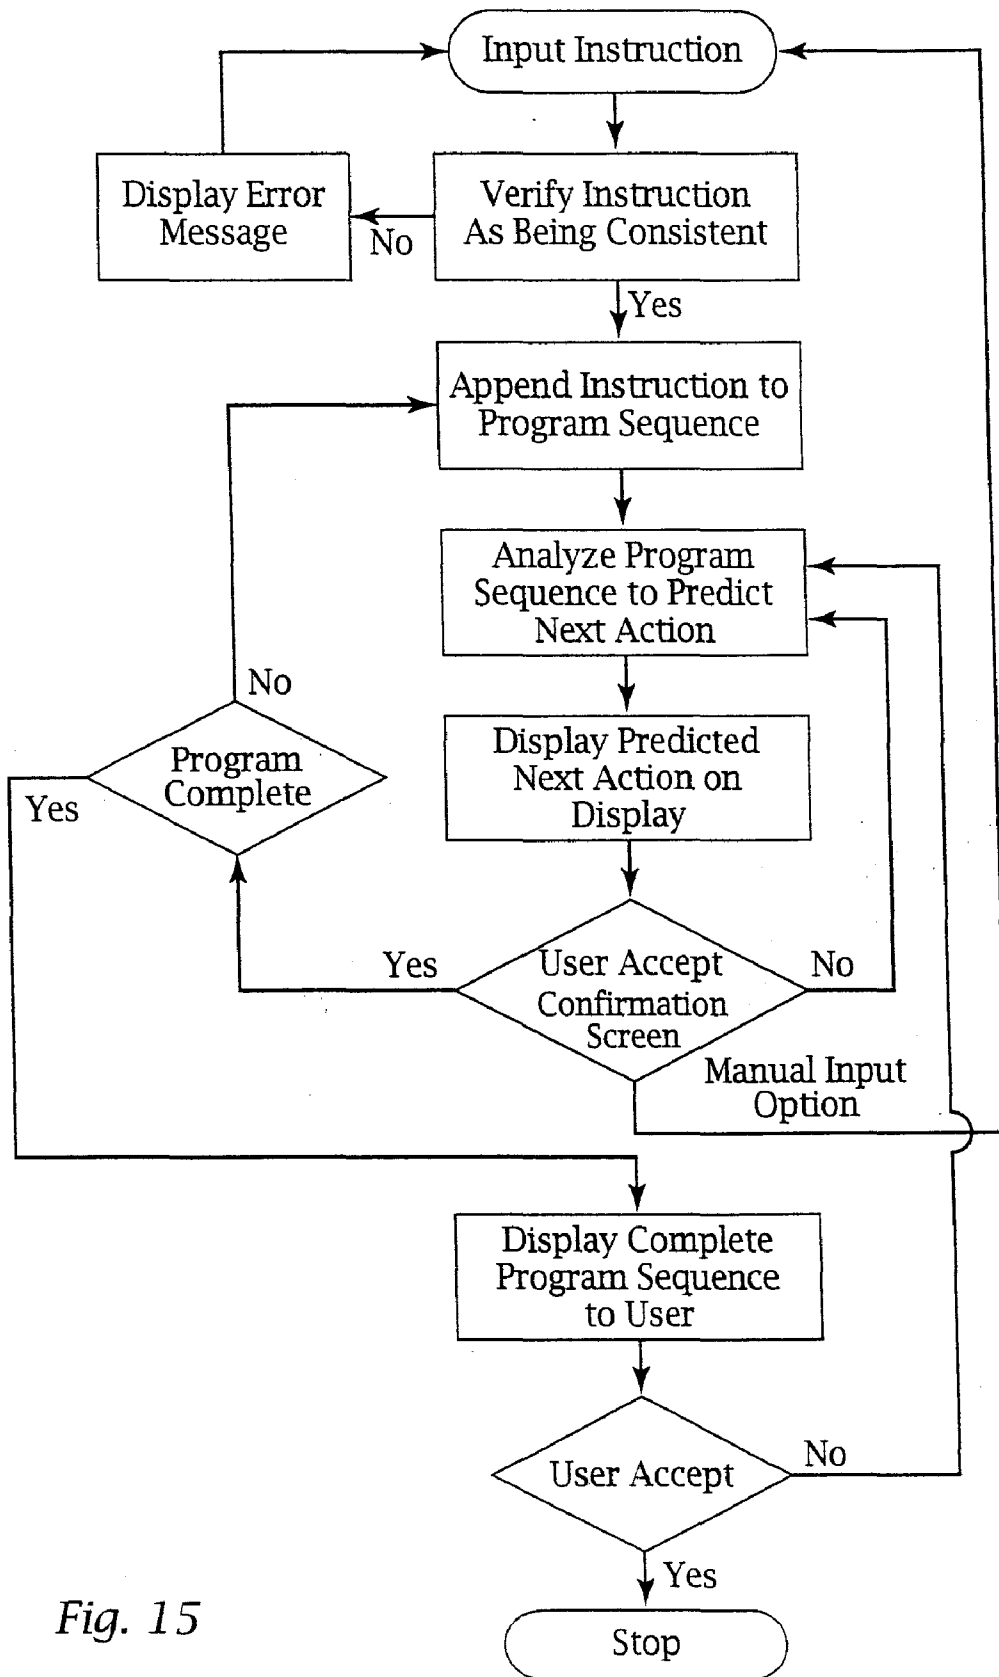 Input Instruction
Display Error
Message
No
Verify Instruction
As Being Consistent
Yes
Append Instruction to
Program Sequence
Analyze Program
Sequence to Predict
Next Action
No
Program
Complete
Yes
Display Predicted
Next Action on
Display
Yes
User Accept
Confirmation
Screen
No
Manual Input
Option
Display Complete
Program Sequence
to User
User Accept
No
Yes
Stop
Fig. 15